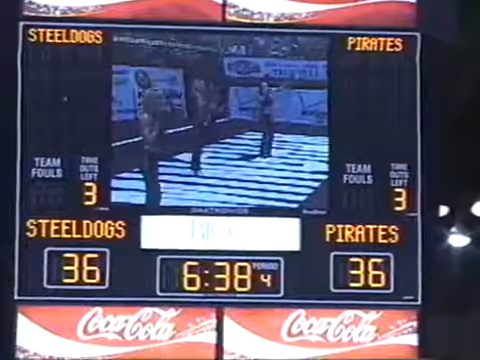 STEELDOGS PIRATES
TEAM FOULS TIME OUTS LEFT 3
TEAM FOULS TIME OUTS LEFT 3
DAKTRONICS
STEELDOGS PIRATES
36 6:38 PERIOD 4 36
Coca-Cola Coca-Cola